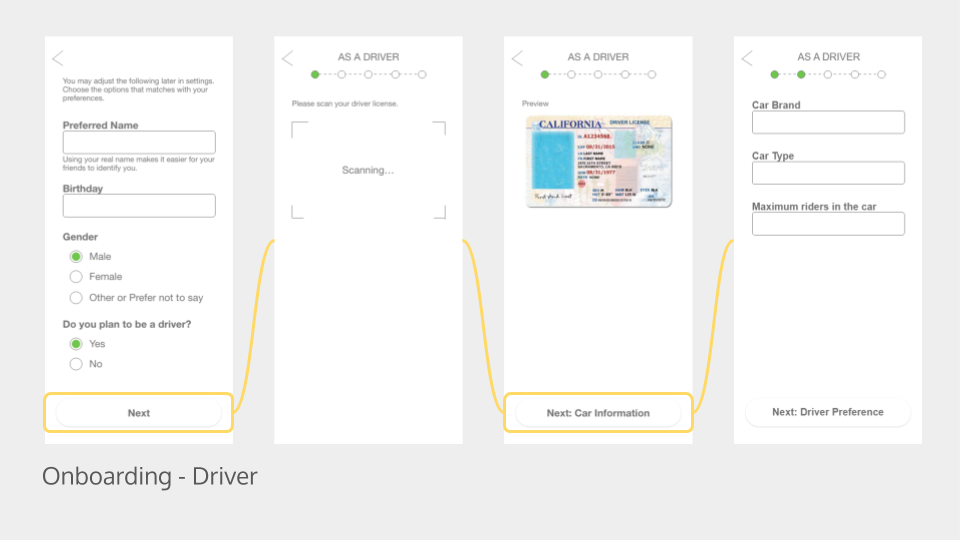 You may adjust the following later in settings.
Choose the options that matches with your
preferences.
Preferred Name
Using your real name makes it easier for your
friends to identify you.
Birthday
Gender
Male
Female
Other or Prefer not to say
Do you plan to be a driver?
Yes
No
Next
AS A DRIVER
Please scan your driver license.
Scanning...
AS A DRIVER
Preview
CALIFORNIA DRIVER LICENSE
Next: Car Information
AS A DRIVER
Car Brand
Car Type
Maximum riders in the car
Next: Driver Preference
Onboarding - Driver